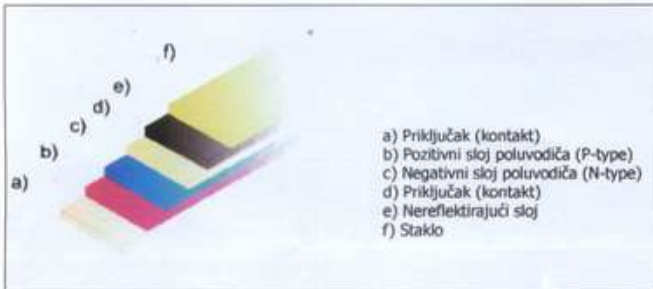 f)
e)
d)
c)
b)
a)
a) Priključak (kontakt)
b) Pozitivni sloj poluvodiča (P-type)
c) Negativni sloj poluvodiča (N-type)
d) Priključak (kontakt)
e) Nereflektirajući sloj
f) Staklo